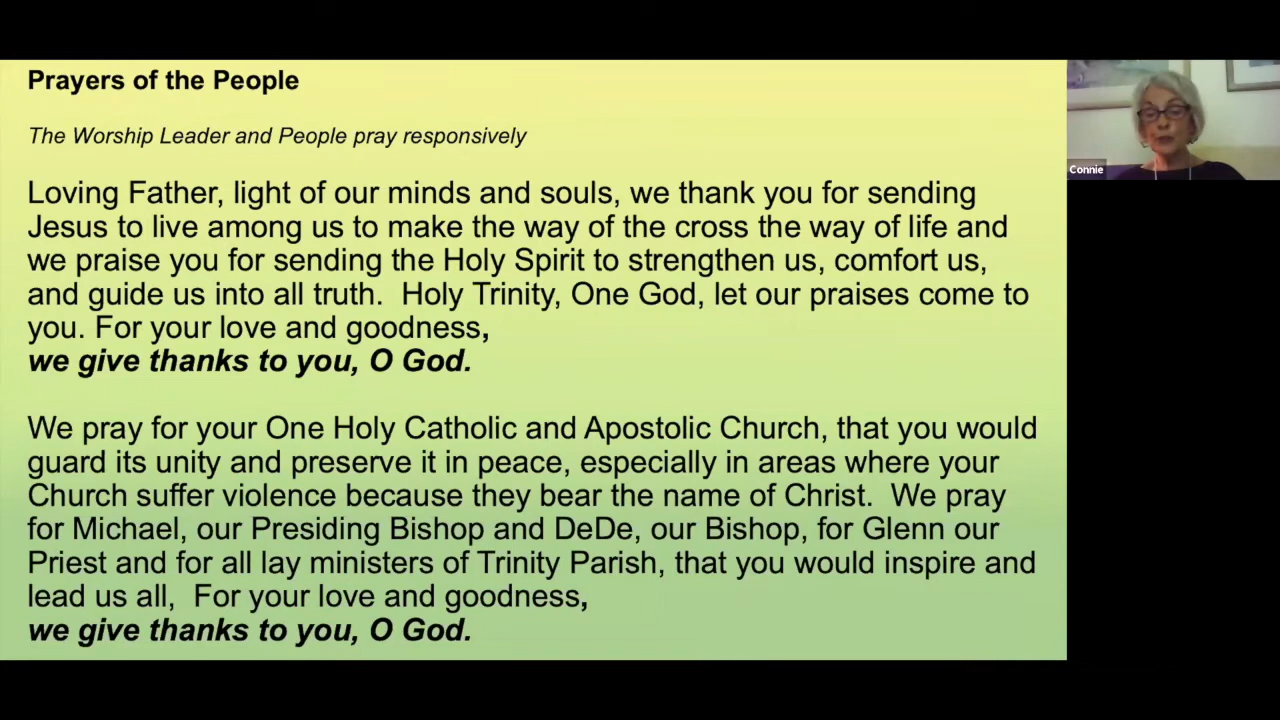 Prayers of the People
The Worship Leader and People pray responsively
Loving Father, light of our minds and souls, we thank you for sending
Jesus to live among us to make the way of the cross the way of life and
we praise you for sending the Holy Spirit to strengthen us, comfort us,
and guide us into all truth.  Holy Trinity, One God, let our praises come to
you. For your love and goodness,
we give thanks to you, O God.
We pray for your One Holy Catholic and Apostolic Church, that you would
guard its unity and preserve it in peace, especially in areas where your
Church suffer violence because they bear the name of Christ.  We pray
for Michael, our Presiding Bishop and DeDe, our Bishop, for Glenn our
Priest and for all lay ministers of Trinity Parish, that you would inspire and
lead us all,  For your love and goodness,
we give thanks to you, O God.
Connie